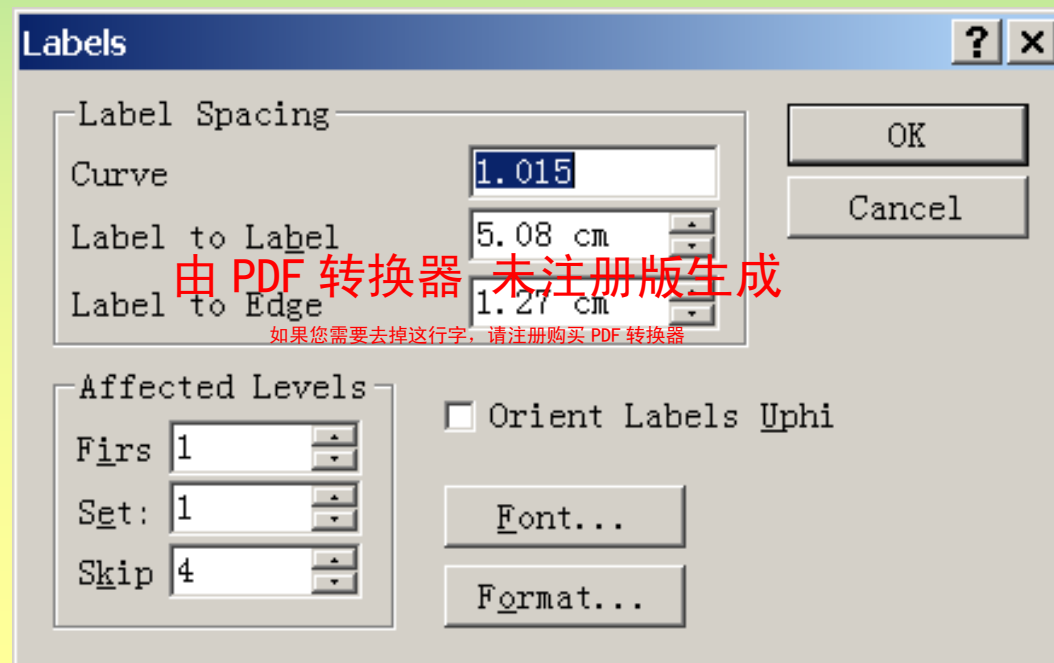 Labels
Label Spacing
OK
Curve
1.015
Cancel
Label to Label
5.08 cm
由 PDF 转换器 未注册版生成
Label to Edge
1.27 cm
如果您需要去掉这行字，请注册购买 PDF 转换器
Affected Levels
Orient Labels Uphi
Firs
1
Set:
1
Font...
Skip
4
Format...